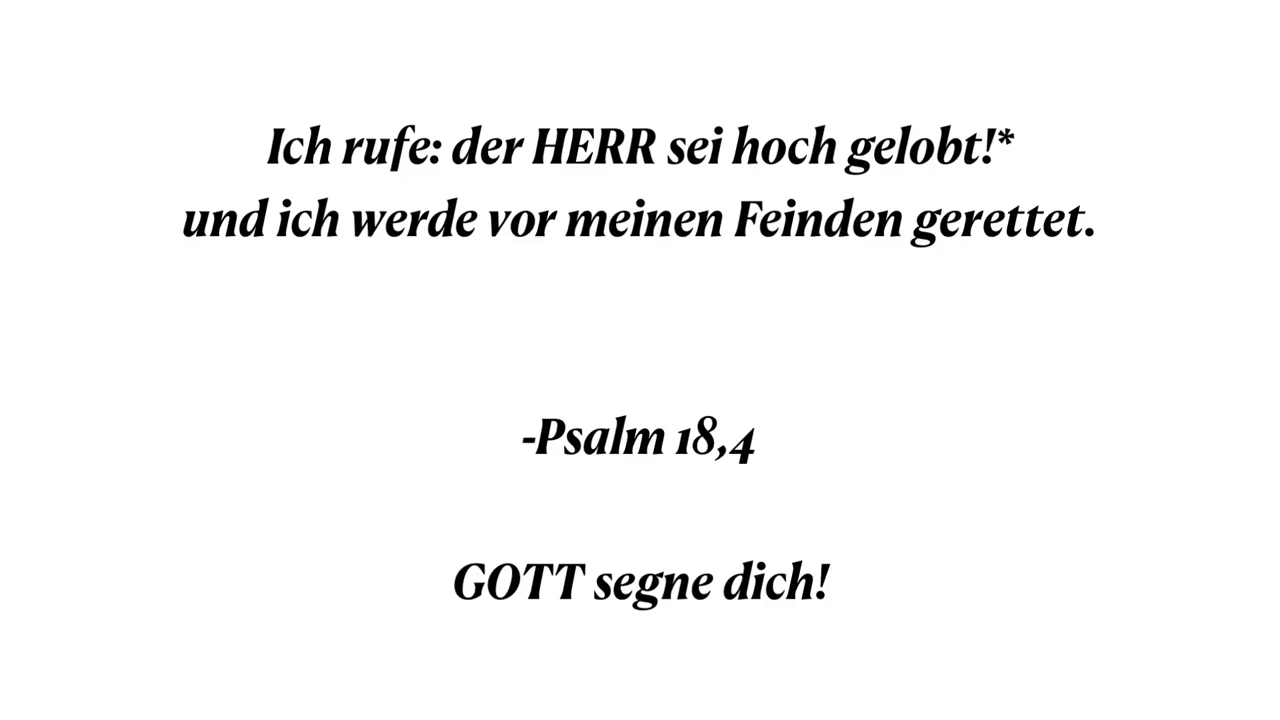 Ich rufe: der HERR sei hoch gelobt!*
und ich werde vor meinen Feinden gerettet.
-Psalm 18,4
GOTT segne dich!